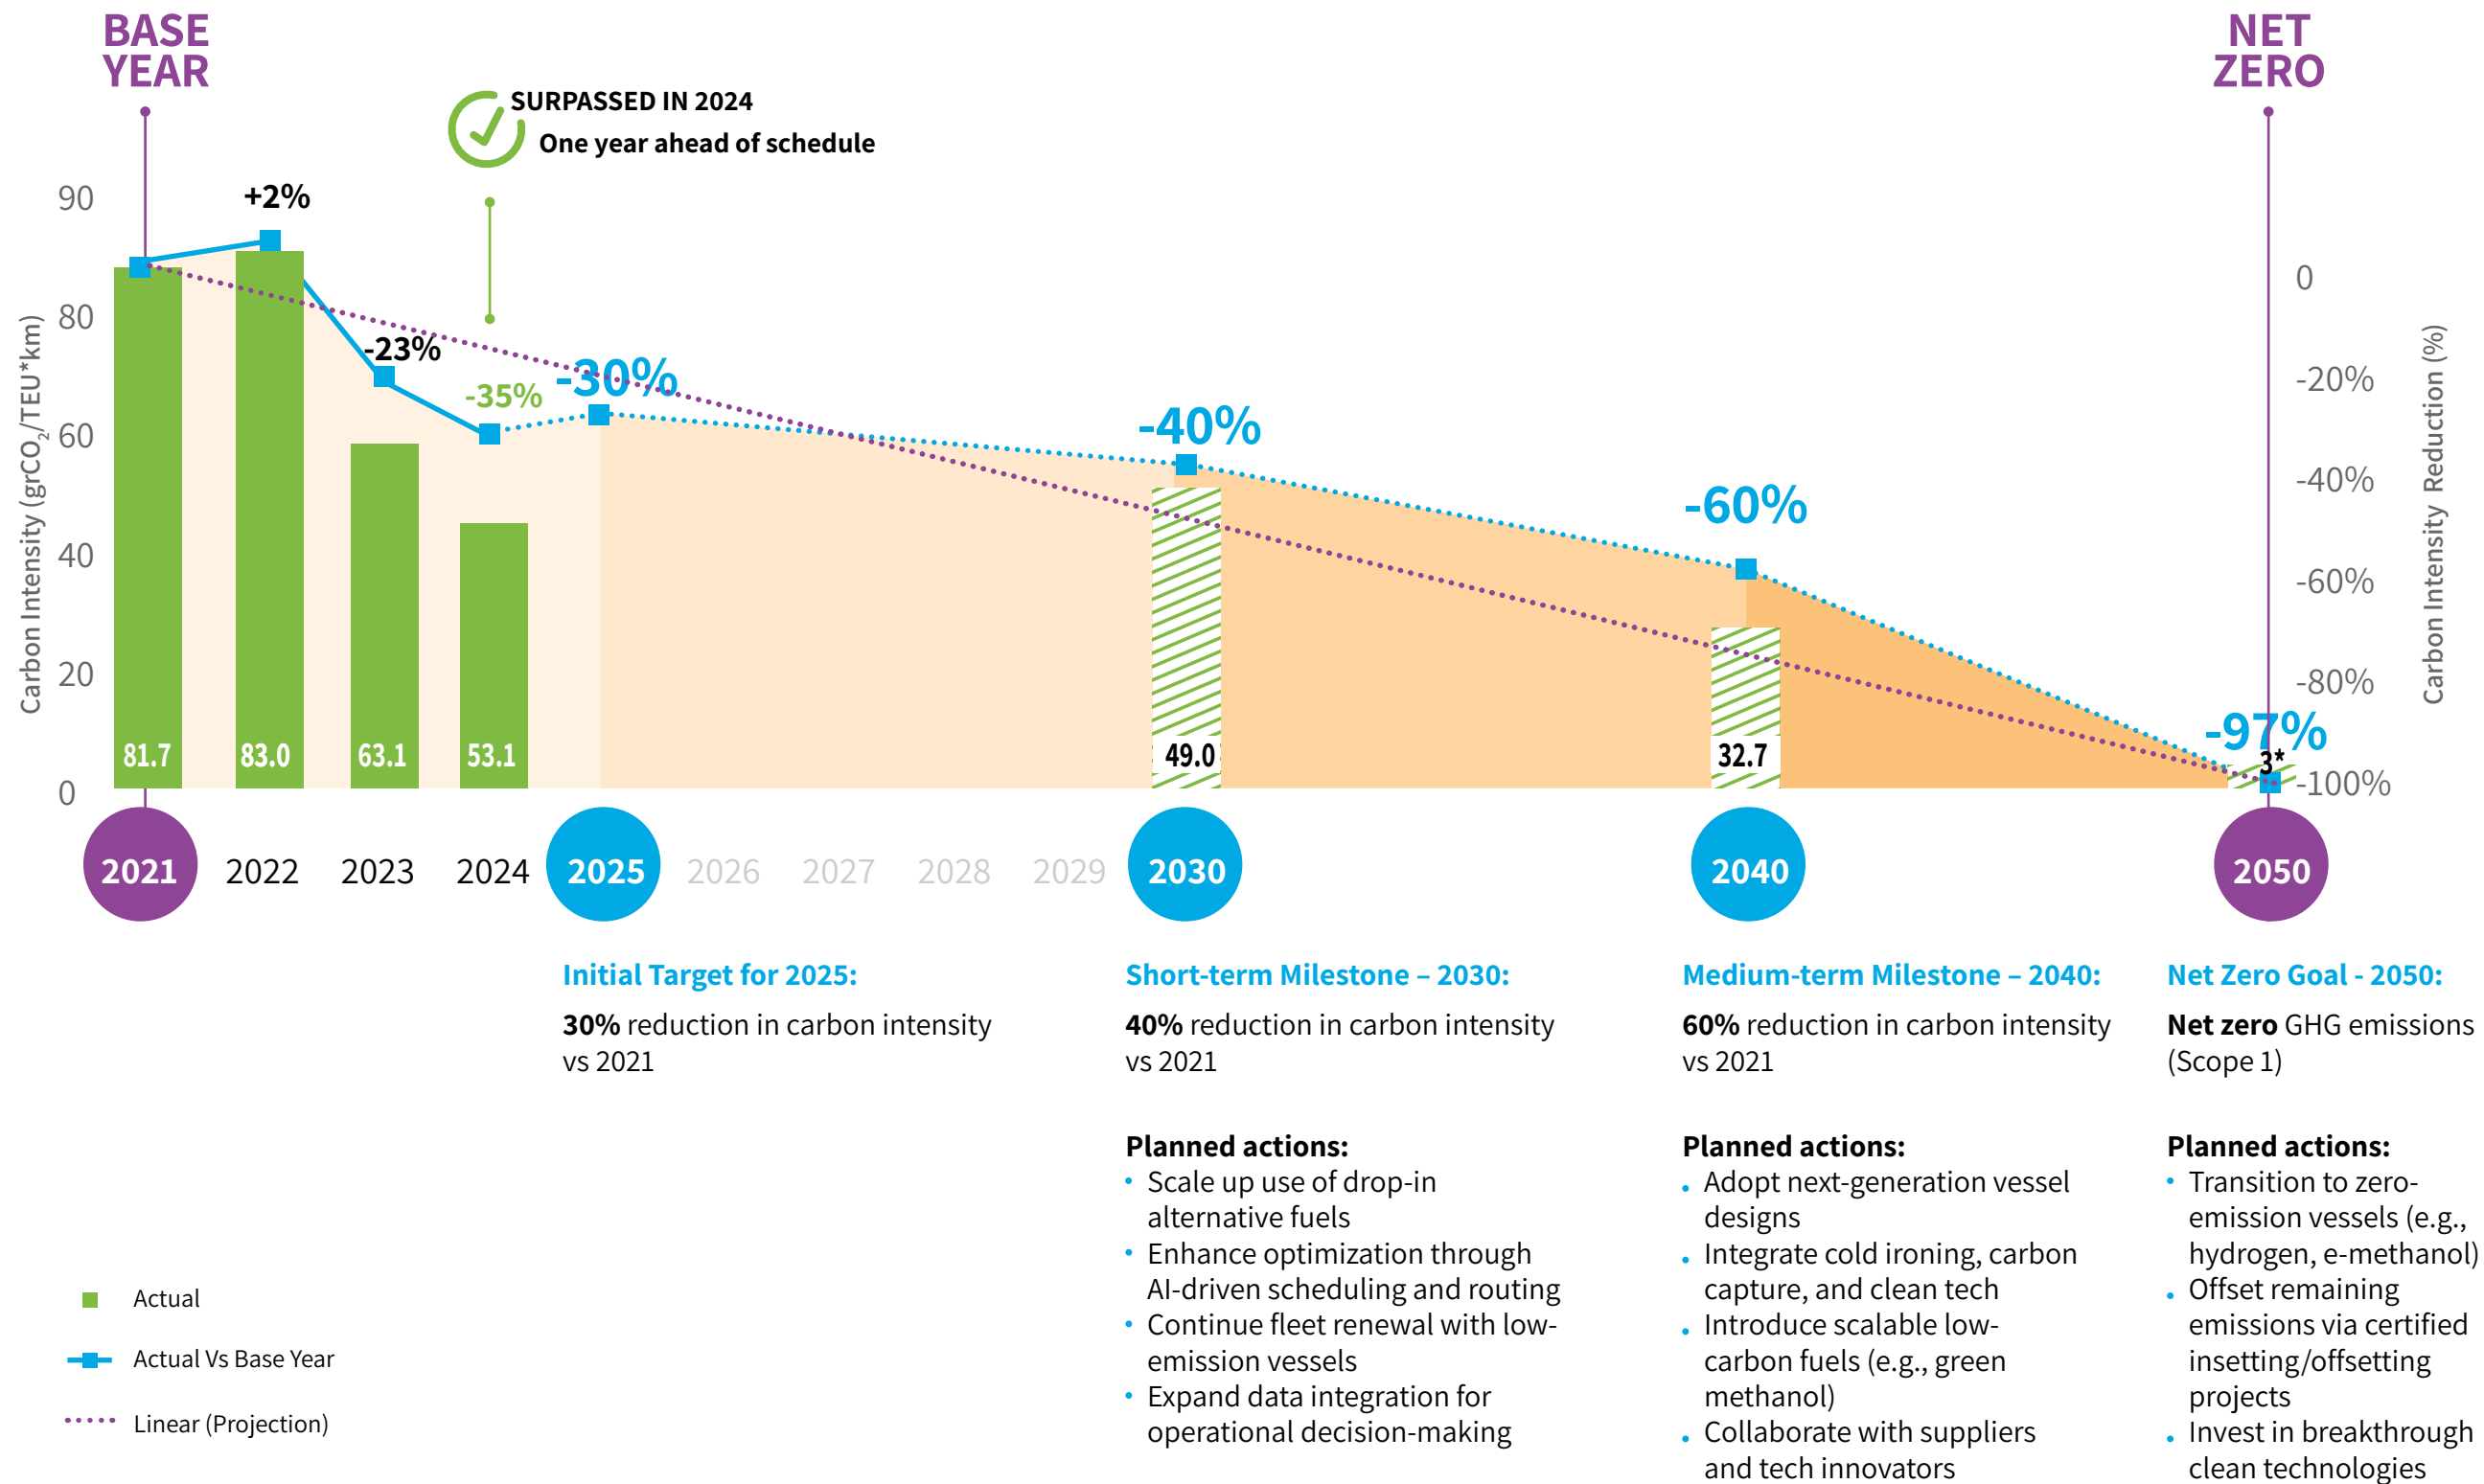 BASE
YEAR
NET
ZERO
SURPASSED IN 2024
One year ahead of schedule
Carbon Intensity (grCO₂/TEU*km)
90
80
60
40
20
0
+2%
-23%
-35%
-30%
-40%
-60%
-97%
3*
81.7
83.0
63.1
53.1
49.0
32.7
0
-20%
-40%
-60%
-80%
-100%
Carbon Intensity Reduction (%)
2021
2022
2023
2024
2025
2026
2027
2028
2029
2030
2040
2050
Initial Target for 2025:
30% reduction in carbon intensity
vs 2021
Short-term Milestone – 2030:
40% reduction in carbon intensity
vs 2021
Planned actions:
• Scale up use of drop-in
alternative fuels
• Enhance optimization through
AI-driven scheduling and routing
• Continue fleet renewal with low-
emission vessels
• Expand data integration for
operational decision-making
Medium-term Milestone – 2040:
60% reduction in carbon intensity
vs 2021
Planned actions:
• Adopt next-generation vessel
designs
• Integrate cold ironing, carbon
capture, and clean tech
• Introduce scalable low-
carbon fuels (e.g., green
methanol)
• Collaborate with suppliers
and tech innovators
Net Zero Goal - 2050:
Net zero GHG emissions
(Scope 1)
Planned actions:
• Transition to zero-
emission vessels (e.g.,
hydrogen, e-methanol)
• Offset remaining
emissions via certified
insetting/offsetting
projects
• Invest in breakthrough
clean technologies
Actual
Actual Vs Base Year
Linear (Projection)